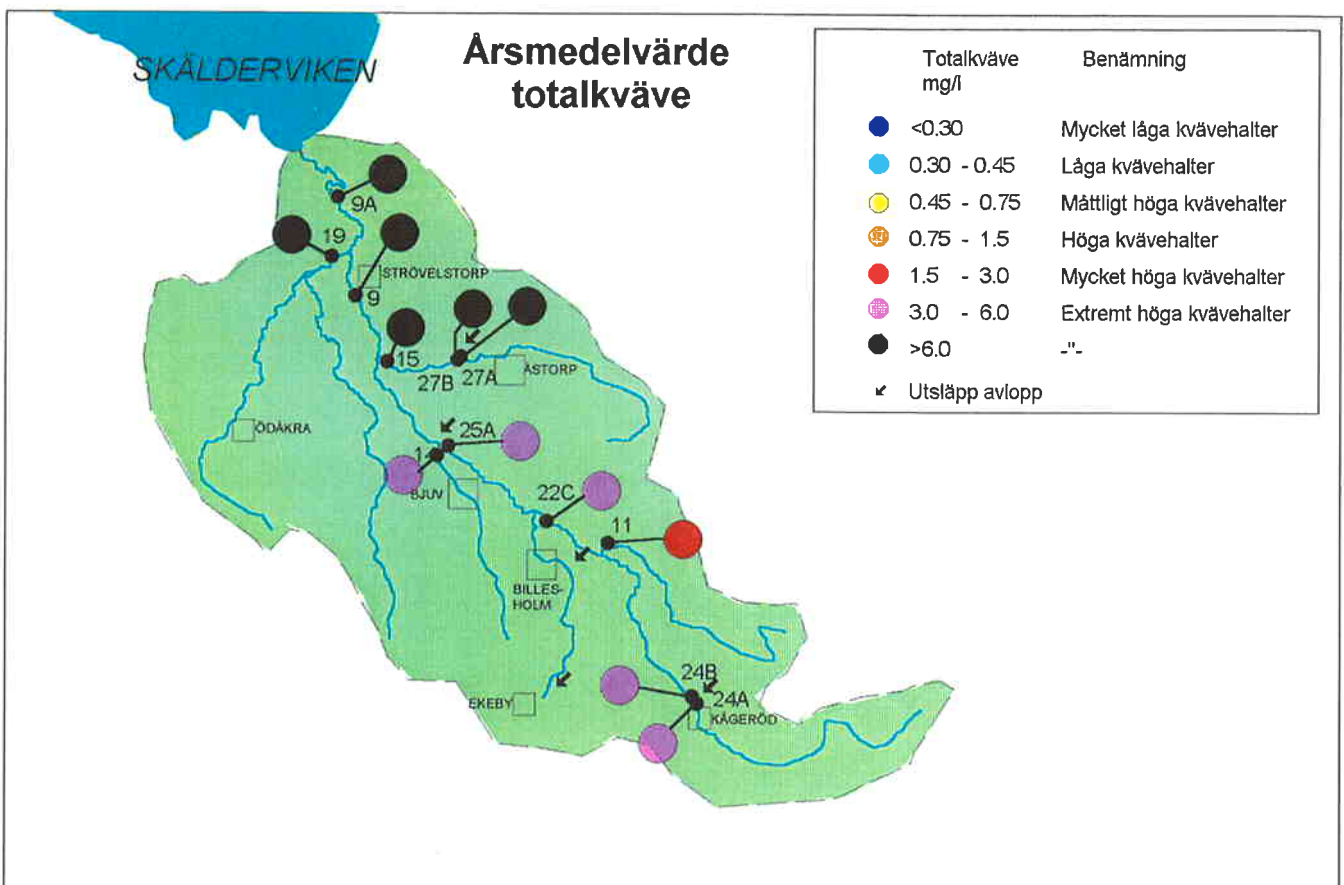 Årsmedelvärde
totalkväve
SKÄLDERVIKEN
Totalkväve Benämning
mg/l
<0.30 Mycket låga kvävehalter
0.30 - 0.45 Låga kvävehalter
0.45 - 0.75 Måttligt höga kvävehalter
0.75 - 1.5 Höga kvävehalter
1.5 - 3.0 Mycket höga kvävehalter
3.0 - 6.0 Extremt höga kvävehalter
>6.0 -"-
Utsläpp avlopp
9A
19
STRÖVELSTORP
9
15
27B
27A
ÅSTORP
ÖDÅKRA
25A
1
BJUV
22C
11
BILLES-
HOLM
24B
24A
EKEBY
KÅGERÖD